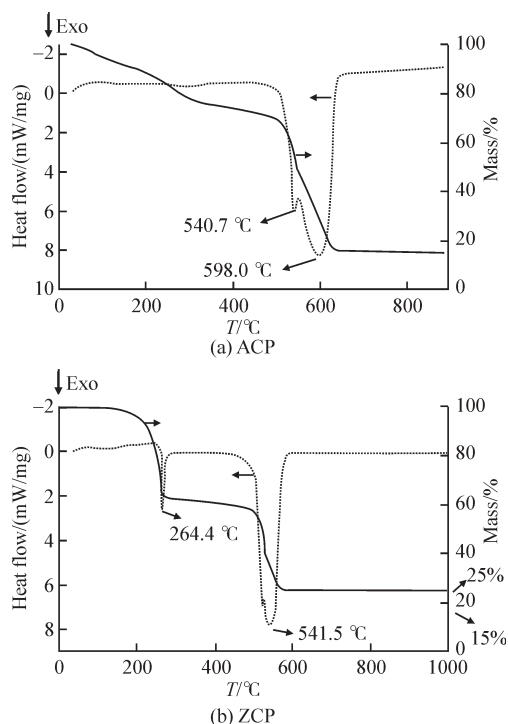 Exo
−2
0
2
4
6
8
10
Heat flow/(mW/mg)
100
80
60
40
20
0
Mass/%
540.7 ℃
598.0 ℃
0 200 400 600 800
T/℃
(a) ACP
Exo
−2
0
2
4
6
8
Heat flow/(mW/mg)
100
80
60
40
20
0
Mass/%
264.4 ℃
541.5 ℃
25%
15%
0 200 400 600 800 1000
T/℃
(b) ZCP